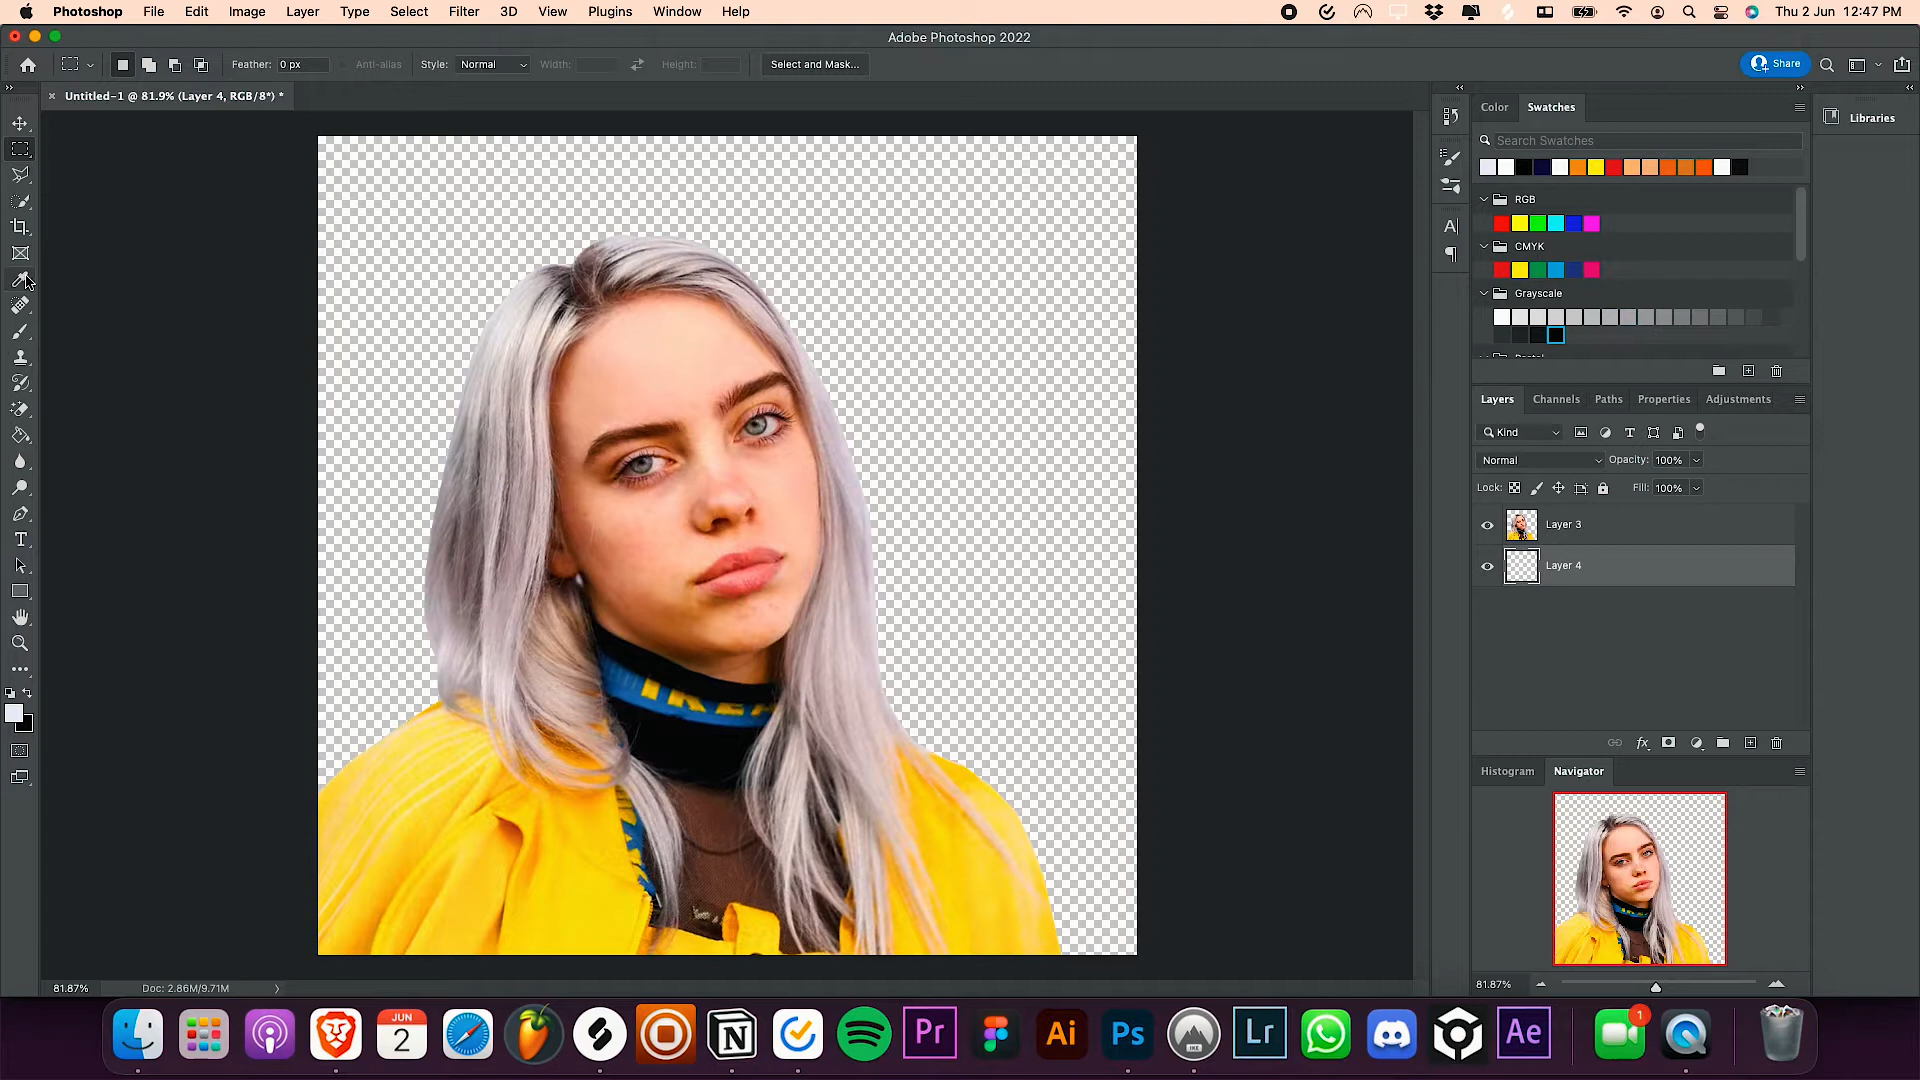 Photoshop File Edit Image Layer Type Select Filter 3D View Plugins Window Help Thu 2 Jun 12:47 PM
Adobe Photoshop 2022
Feather: 0 px Anti-alias Style: Normal Width: Height: Select and Mask... Share
Untitled-1 @ 81.9% (Layer 4, RGB/8*) *
Color Swatches
Libraries
Search Swatches
RGB
CMYK
Grayscale
Layers Channels Paths Properties Adjustments
Kind
Normal Opacity: 100%
Lock: Fill: 100%
Layer 3
Layer 4
IKEA
fx
Histogram Navigator
81.87%
81.87% Doc: 2.86M/9.71M
JUN
2
Pr Ai Ps Lr Ae
1